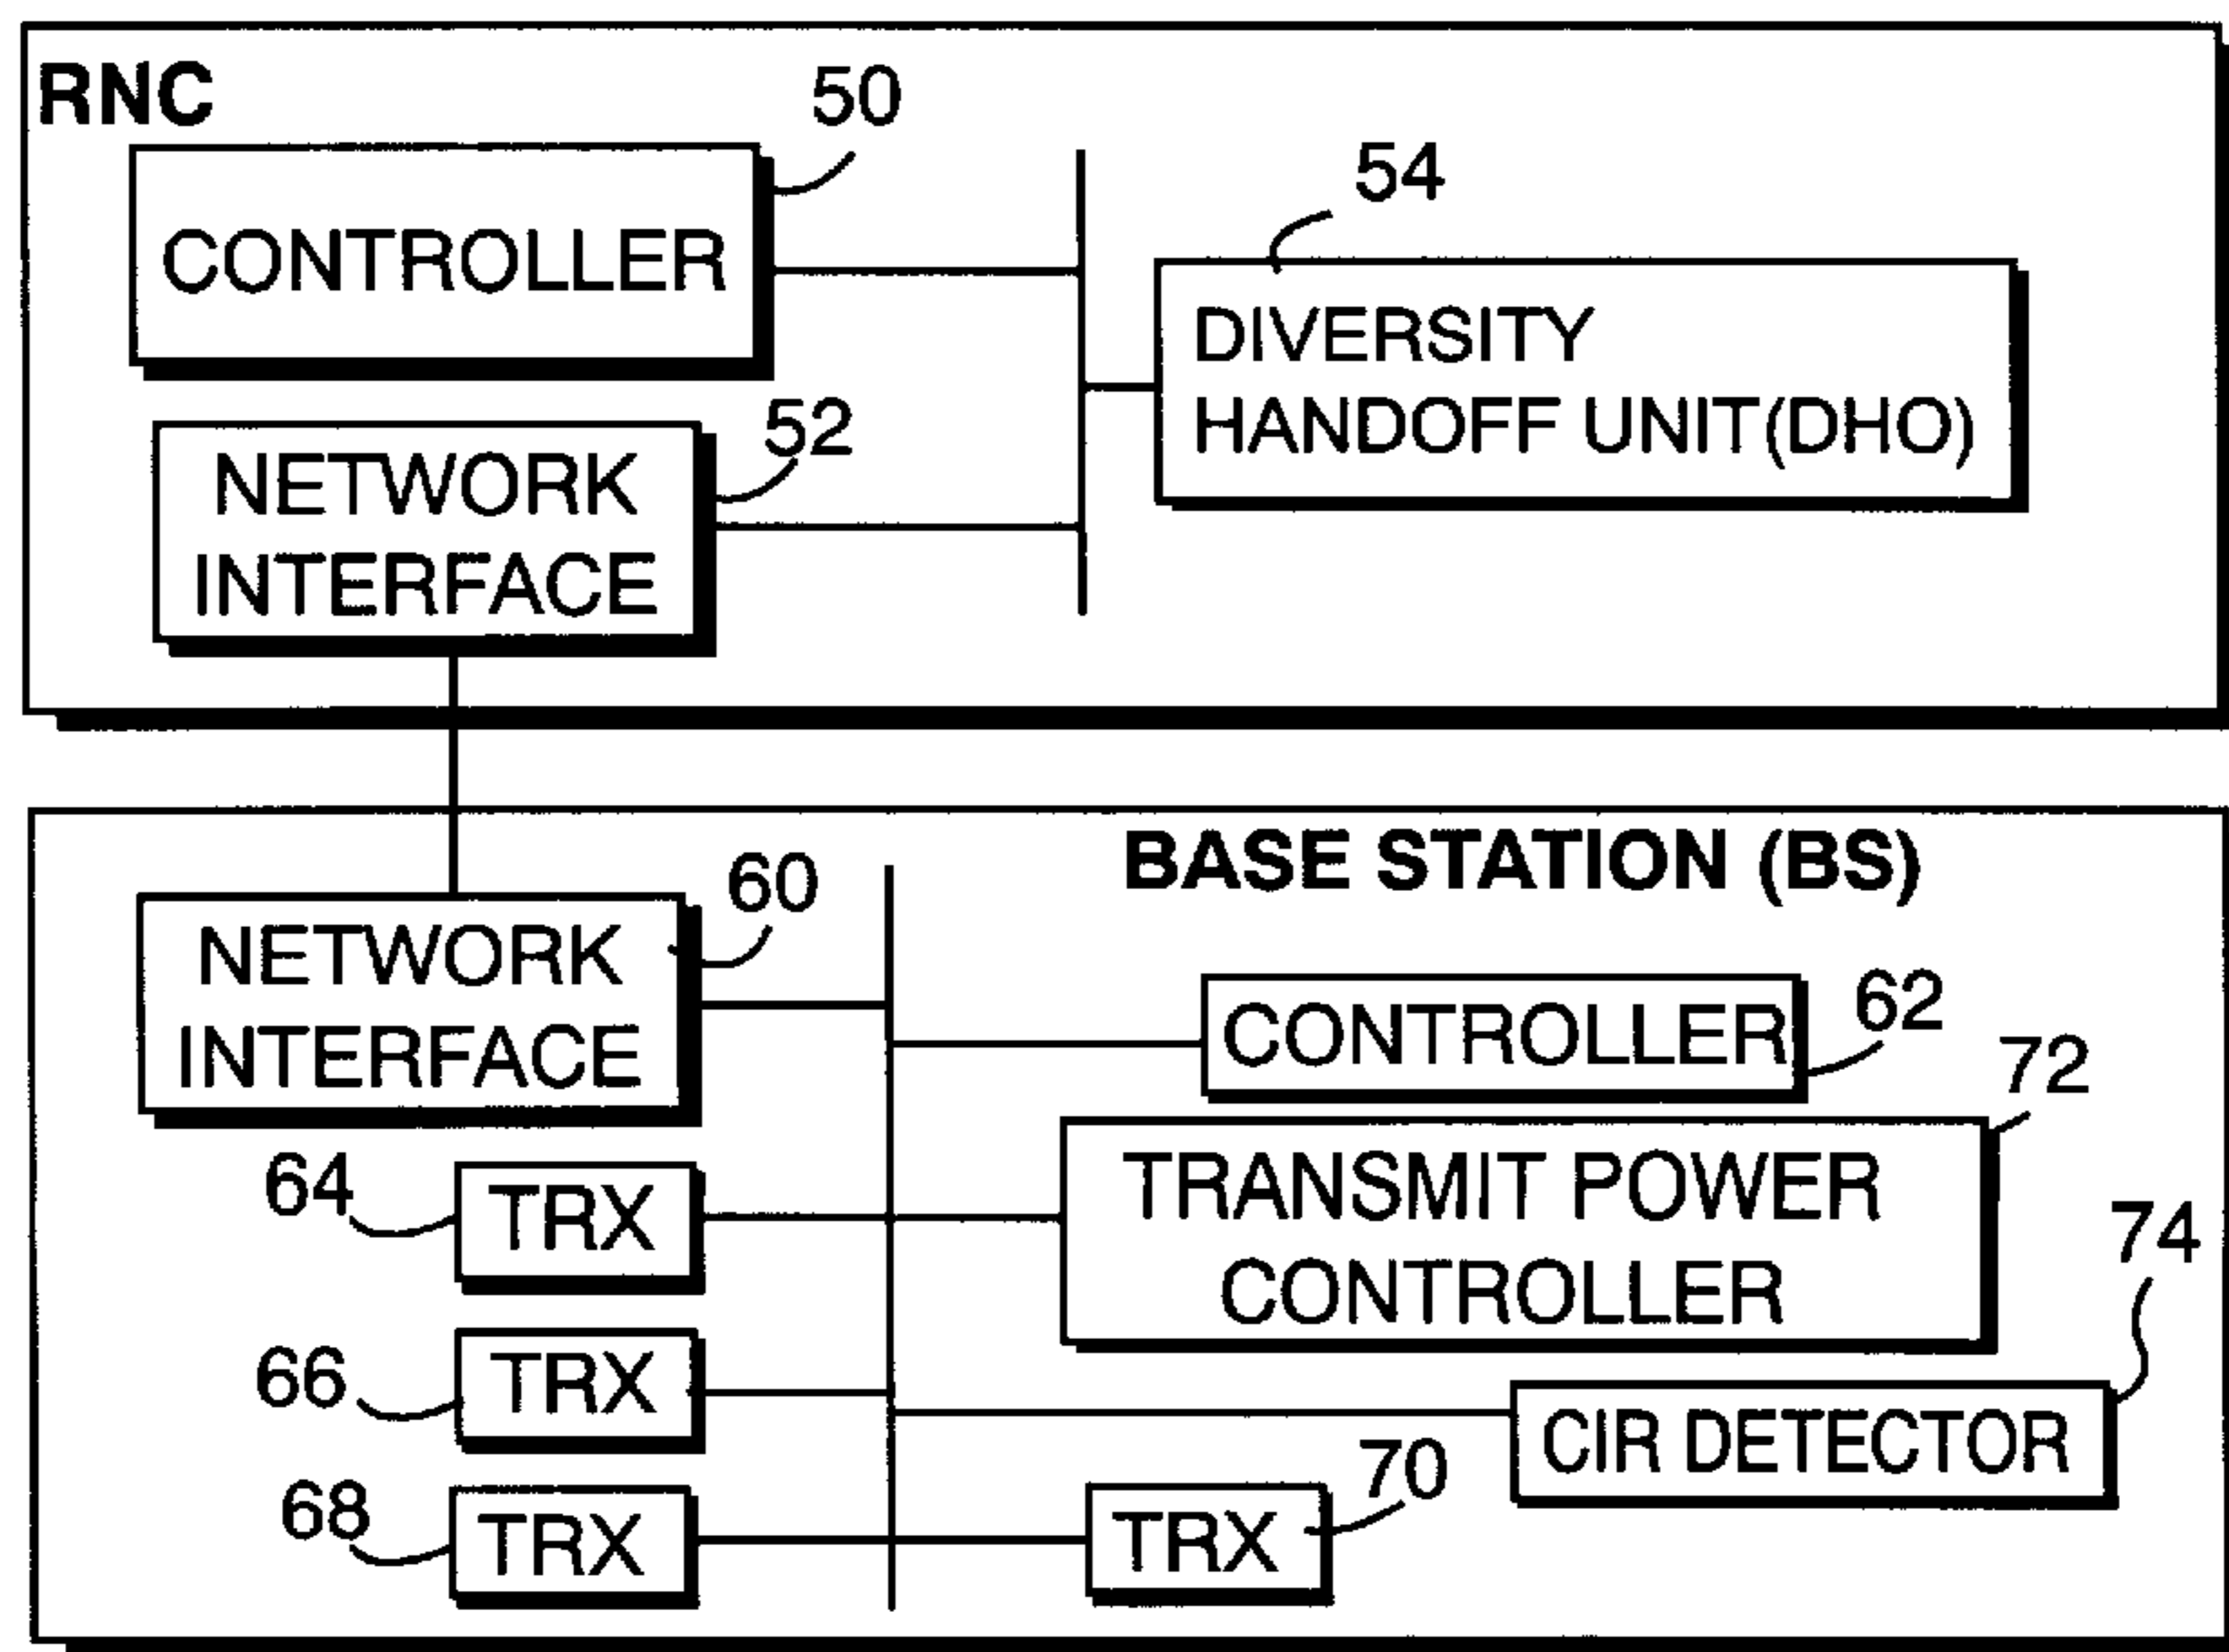 RNC
50
CONTROLLER
54
DIVERSITY
HANDOFF UNIT(DHO)
52
NETWORK
INTERFACE
BASE STATION (BS)
60
NETWORK
INTERFACE
62
CONTROLLER
72
TRANSMIT POWER
CONTROLLER
64
TRX
74
66
TRX
CIR DETECTOR
68
TRX
70
TRX